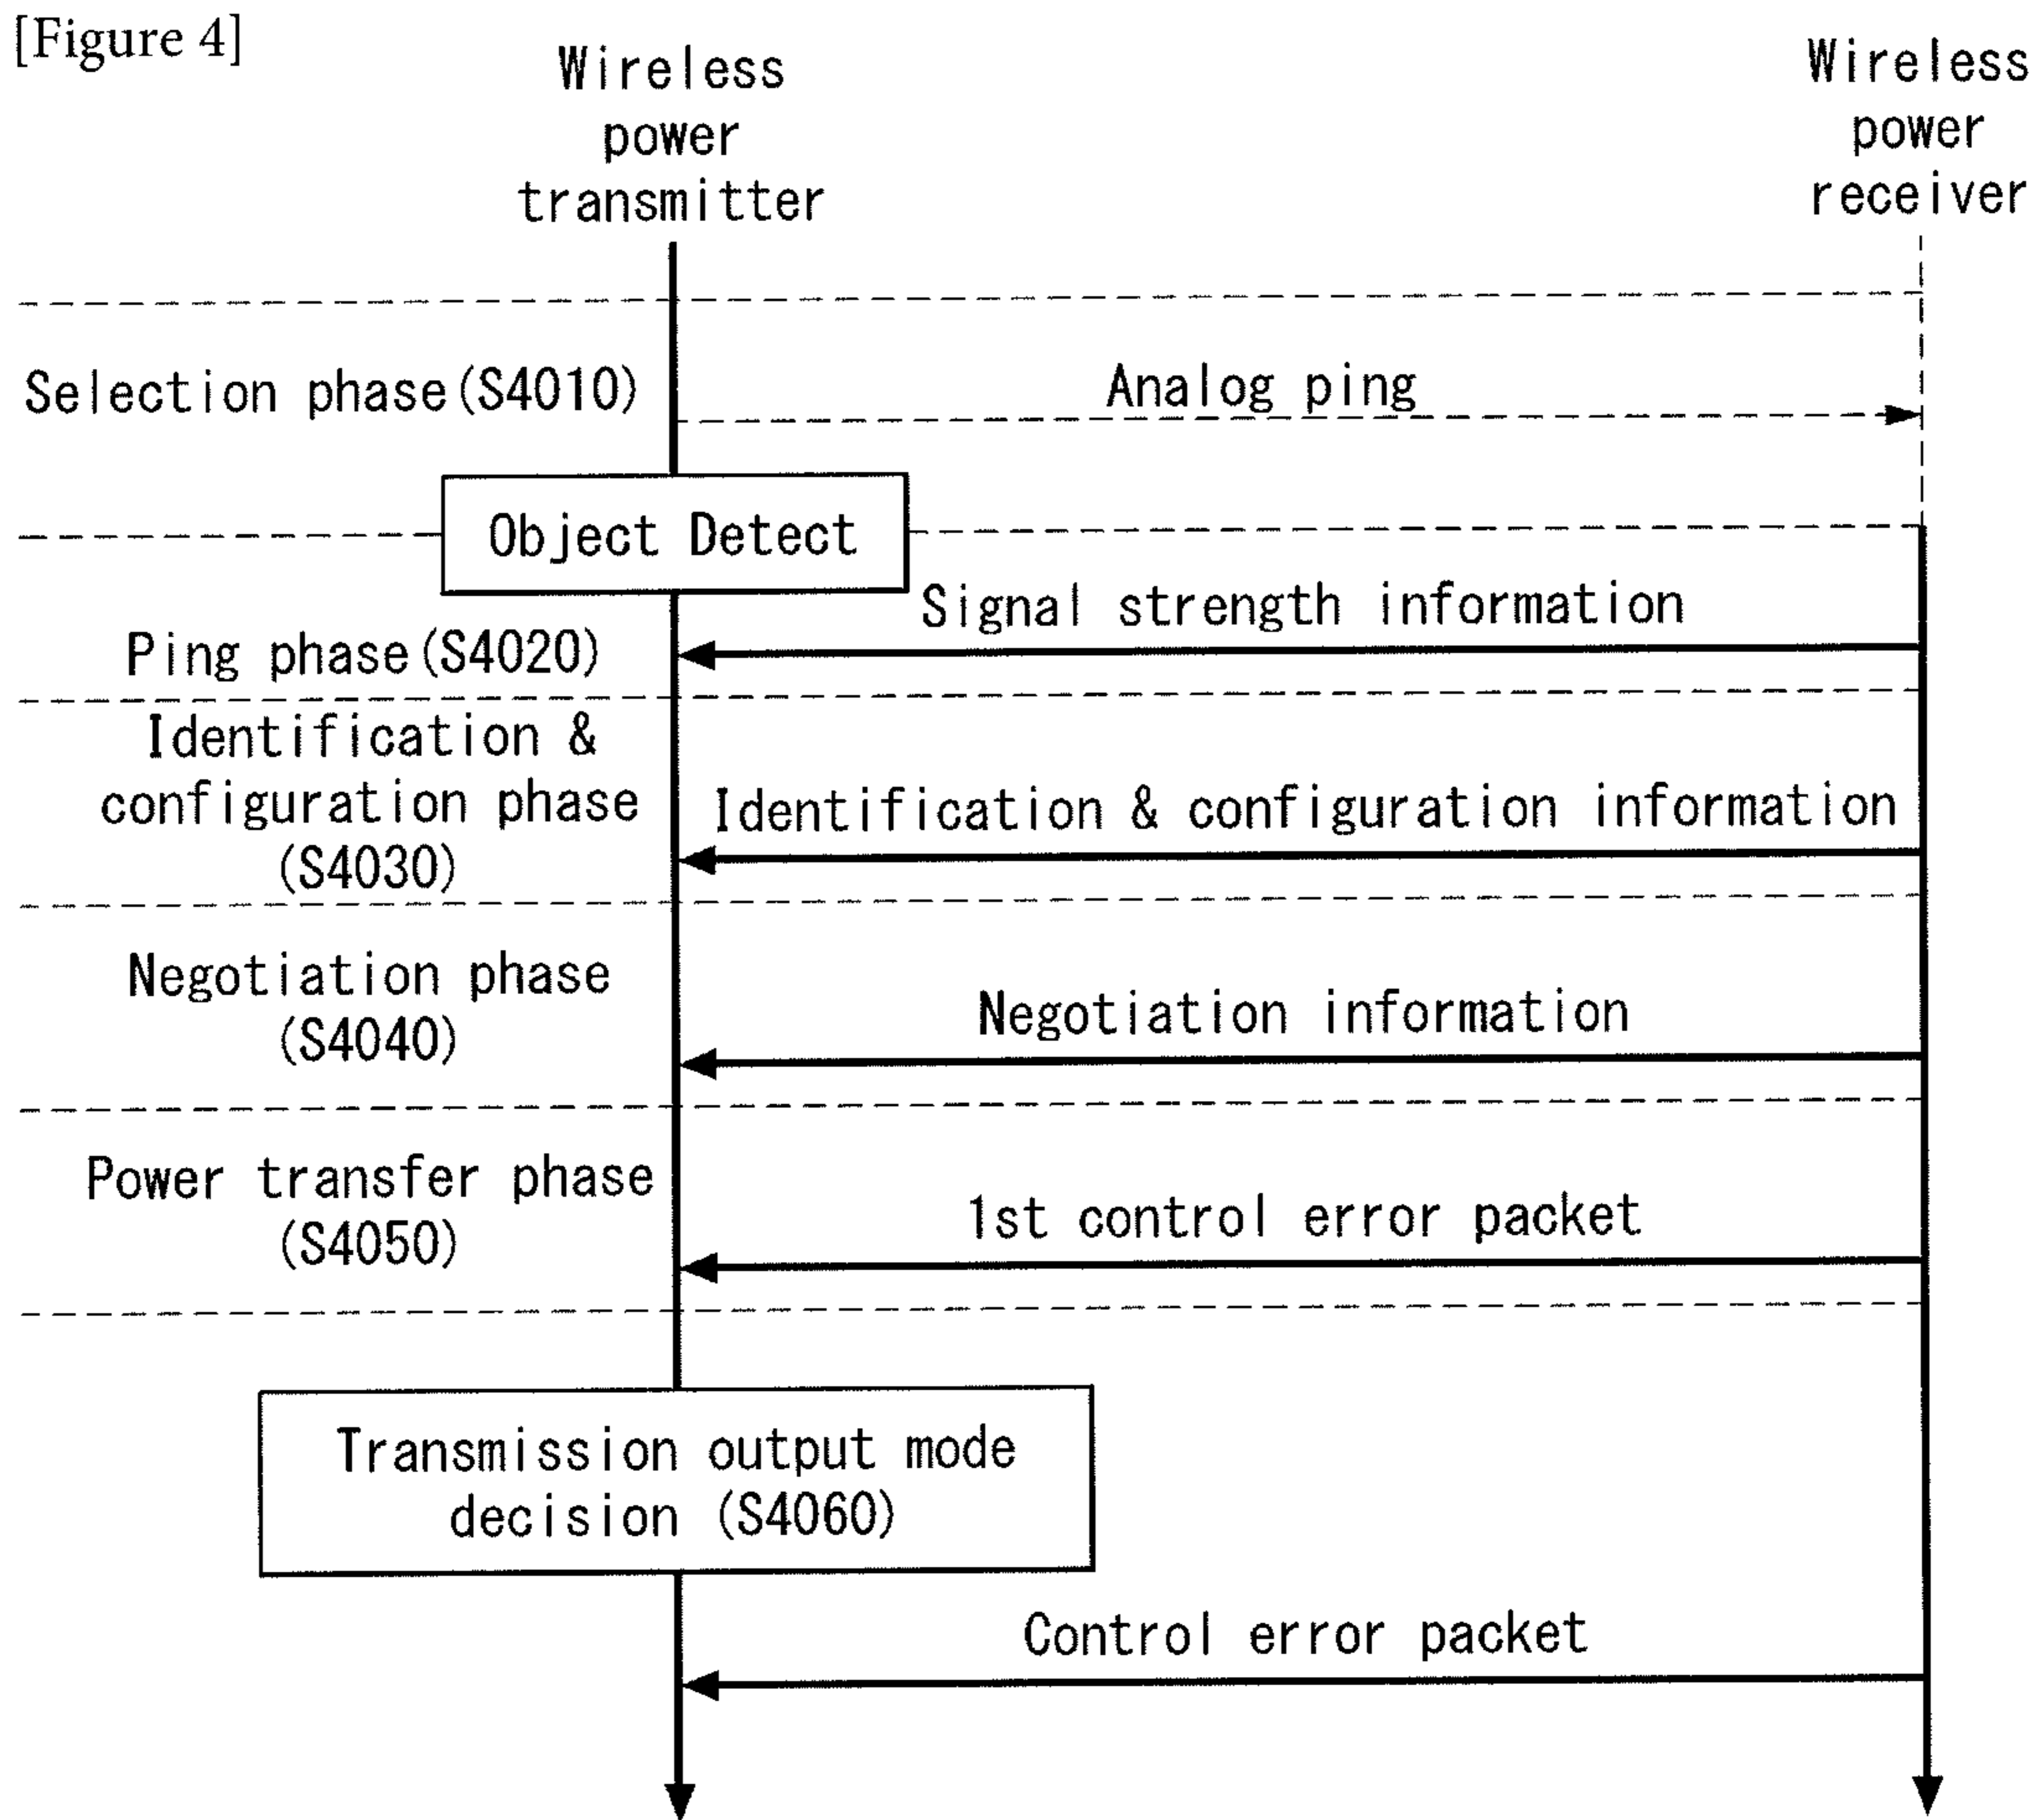 [Figure 4]
Wireless
power
transmitter
Wireless
power
receiver
Selection phase(S4010)
Analog ping
Object Detect
Signal strength information
Ping phase(S4020)
Identification &
configuration phase
(S4030)
Identification & configuration information
Negotiation phase
(S4040)
Negotiation information
Power transfer phase
(S4050)
1st control error packet
Transmission output mode
decision (S4060)
Control error packet